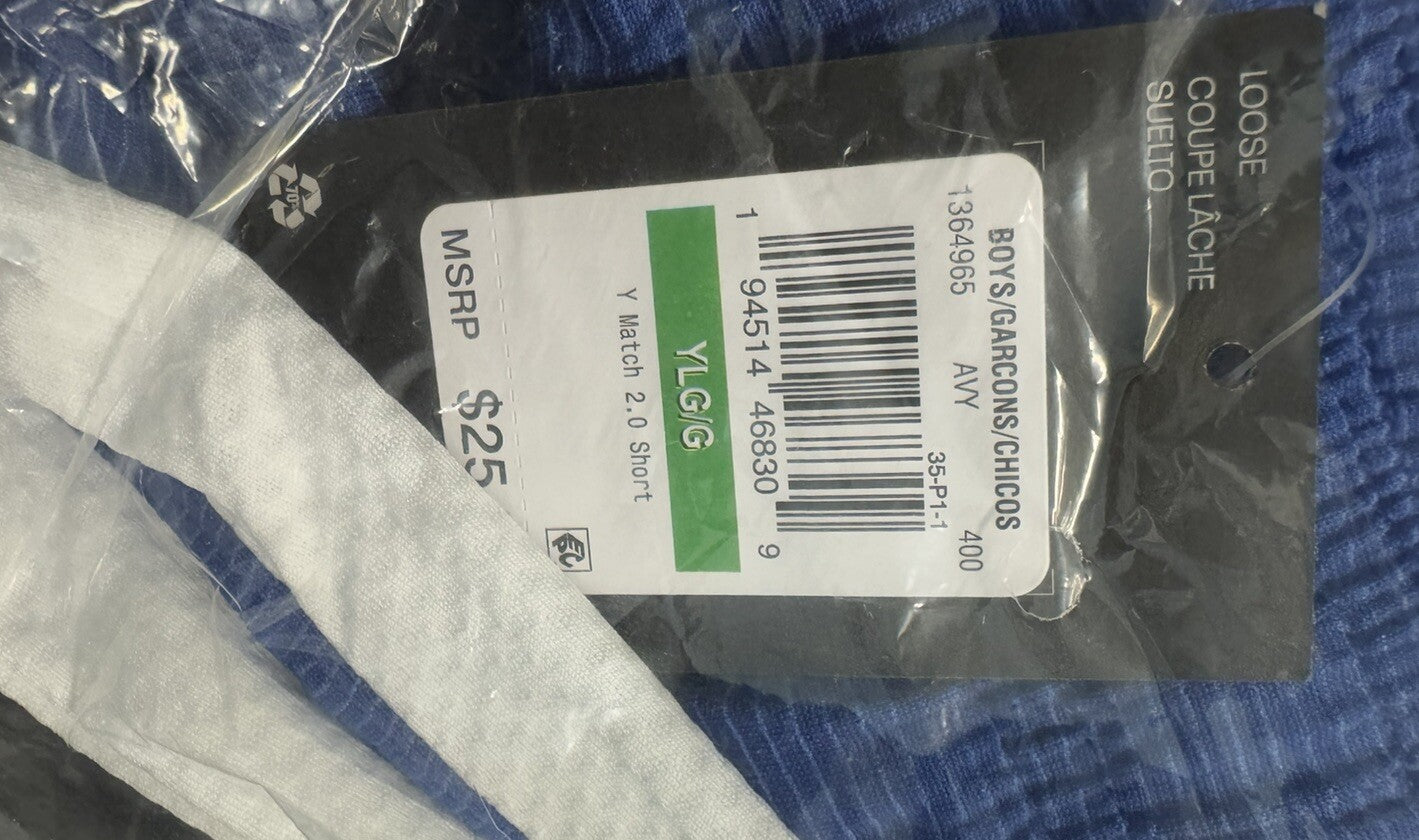 LOOSE
COUPE LÂCHE
SUELTO
BOYS/GARCONS/CHICOS
1364965 AVY 400
35-P1-1
1 94514 46830 9
YLG/G
Y Match 2.0 Short
EPC
MSRP $25